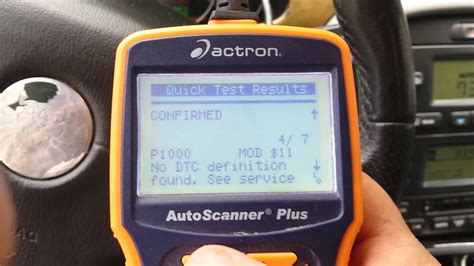 actron®
Quick Test Results
CONFIRMED
4/ 7
P1000 MOD $11
No DTC definition
found. See service
AutoScanner® Plus